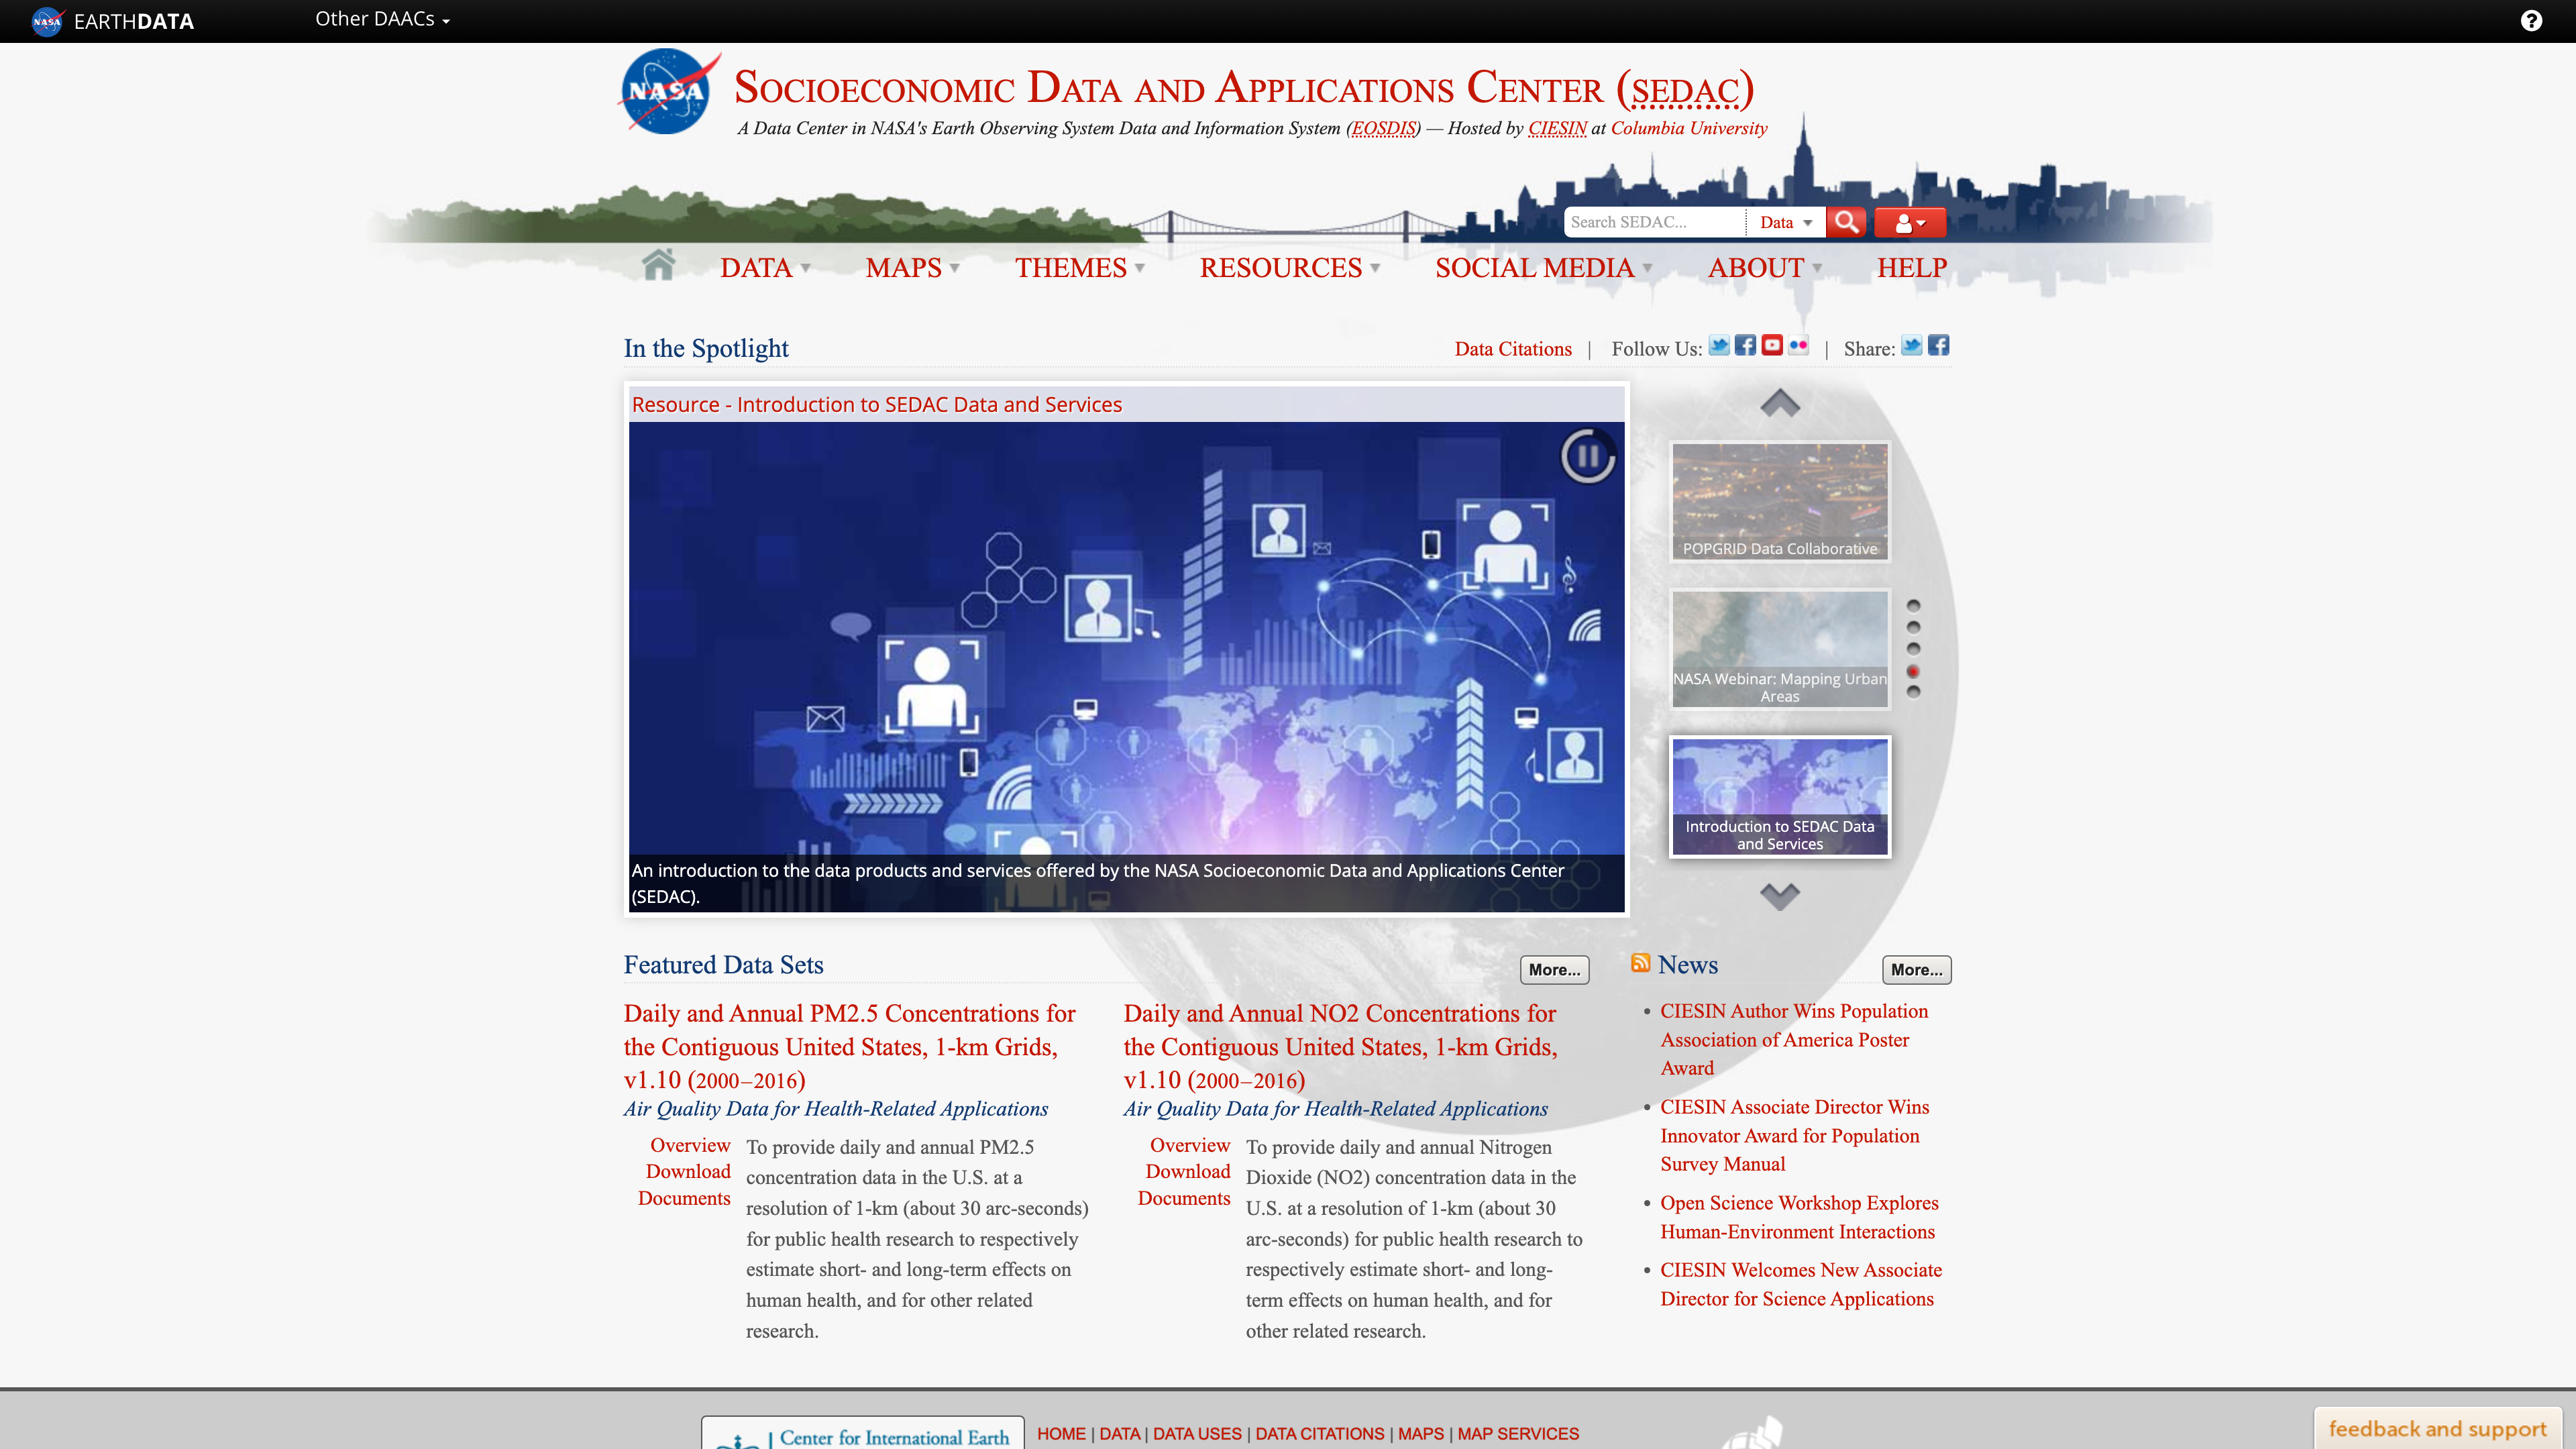 NASA EARTHDATA
Other DAACs
NASA
Socioeconomic Data and Applications Center (sedac)
A Data Center in NASA's Earth Observing System Data and Information System (EOSDIS) — Hosted by CIESIN at Columbia University
Search SEDAC...
Data
DATA
MAPS
THEMES
RESOURCES
SOCIAL MEDIA
ABOUT
HELP
In the Spotlight
Data Citations | Follow Us: | Share:
Resource - Introduction to SEDAC Data and Services
POPGRID Data Collaborative
NASA Webinar: Mapping Urban
Areas
Introduction to SEDAC Data
and Services
An introduction to the data products and services offered by the NASA Socioeconomic Data and Applications Center
(SEDAC).
Featured Data Sets
More...
Daily and Annual PM2.5 Concentrations for
the Contiguous United States, 1-km Grids,
v1.10 (2000–2016)
Air Quality Data for Health-Related Applications
Overview
Download
Documents
To provide daily and annual PM2.5
concentration data in the U.S. at a
resolution of 1-km (about 30 arc-seconds)
for public health research to respectively
estimate short- and long-term effects on
human health, and for other related
research.
Daily and Annual NO2 Concentrations for
the Contiguous United States, 1-km Grids,
v1.10 (2000–2016)
Air Quality Data for Health-Related Applications
Overview
Download
Documents
To provide daily and annual Nitrogen
Dioxide (NO2) concentration data in the
U.S. at a resolution of 1-km (about 30
arc-seconds) for public health research to
respectively estimate short- and long-
term effects on human health, and for
other related research.
News
More...
CIESIN Author Wins Population
Association of America Poster
Award
CIESIN Associate Director Wins
Innovator Award for Population
Survey Manual
Open Science Workshop Explores
Human-Environment Interactions
CIESIN Welcomes New Associate
Director for Science Applications
Center for International Earth
HOME | DATA | DATA USES | DATA CITATIONS | MAPS | MAP SERVICES
feedback and support